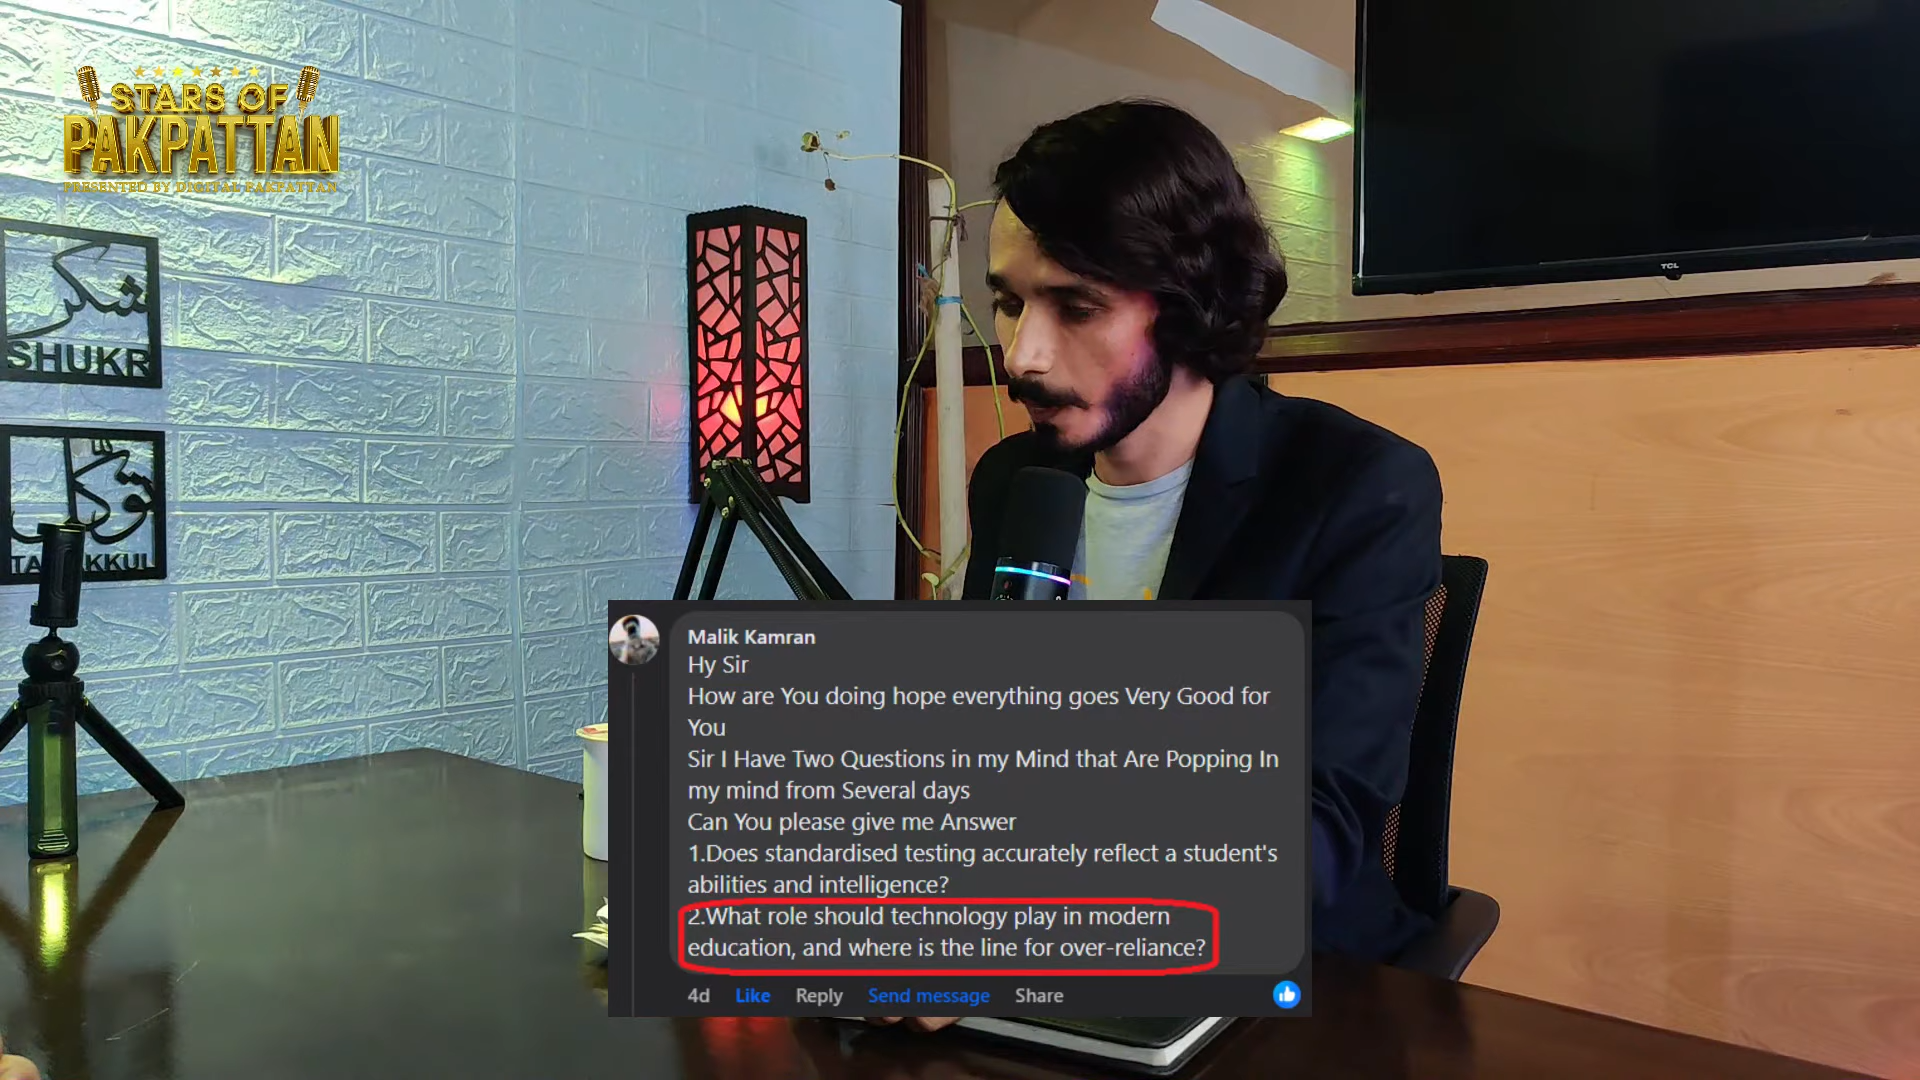 STARS OF
PAKPATTAN
PRESENTED BY DIGITAL PAKPATTAN
شكر
SHUKR
توكل
TCL
Malik Kamran
Hy Sir
How are You doing hope everything goes Very Good for
You
Sir I Have Two Questions in my Mind that Are Popping In
my mind from Several days
Can You please give me Answer
1.Does standardised testing accurately reflect a student's
abilities and intelligence?
2.What role should technology play in modern
education, and where is the line for over-reliance?
4d Like Reply Send message Share